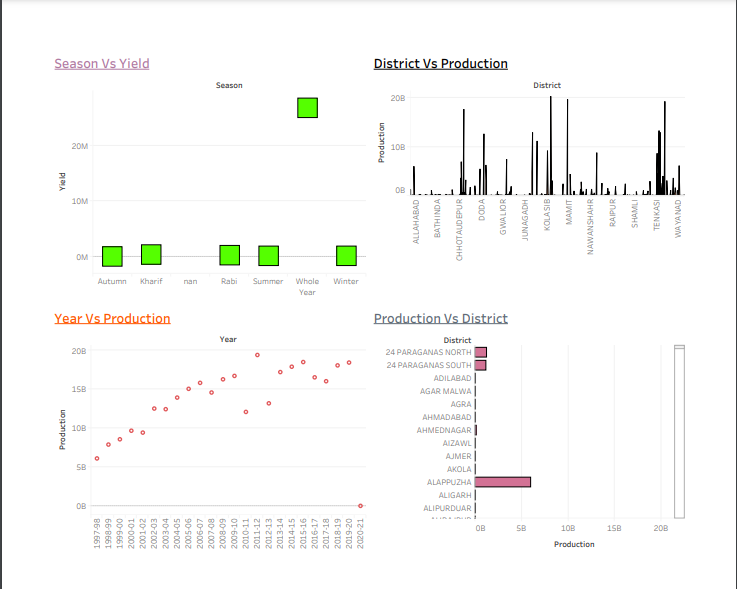 Season Vs Yield
Season
Yield
20M
10M
0M
Autumn Kharif nan Rabi Summer Whole Year Winter
District Vs Production
District
Production
20B
10B
0B
ALLAHABAD
BATHINDA
CHHOTAUDEPUR
DODA
GWALIOR
JUNAGADH
KOLASIB
MAMIT
NAWANSHAHR
RAIPUR
SHAMLI
TENKASI
WAYANAD
Year Vs Production
Year
Production
20B
15B
10B
5B
0B
1997-98
1998-99
1999-00
2000-01
2001-02
2002-03
2003-04
2004-05
2005-06
2006-07
2007-08
2008-09
2009-10
2010-11
2011-12
2012-13
2013-14
2014-15
2015-16
2016-17
2017-18
2018-19
2019-20
2020-21
Production Vs District
District
24 PARAGANAS NORTH
24 PARAGANAS SOUTH
ADILABAD
AGAR MALWA
AGRA
AHMADABAD
AHMEDNAGAR
AIZAWL
AJMER
AKOLA
ALAPPUZHA
ALIGARH
ALIPURDUAR
0B 5B 10B 15B 20B
Production